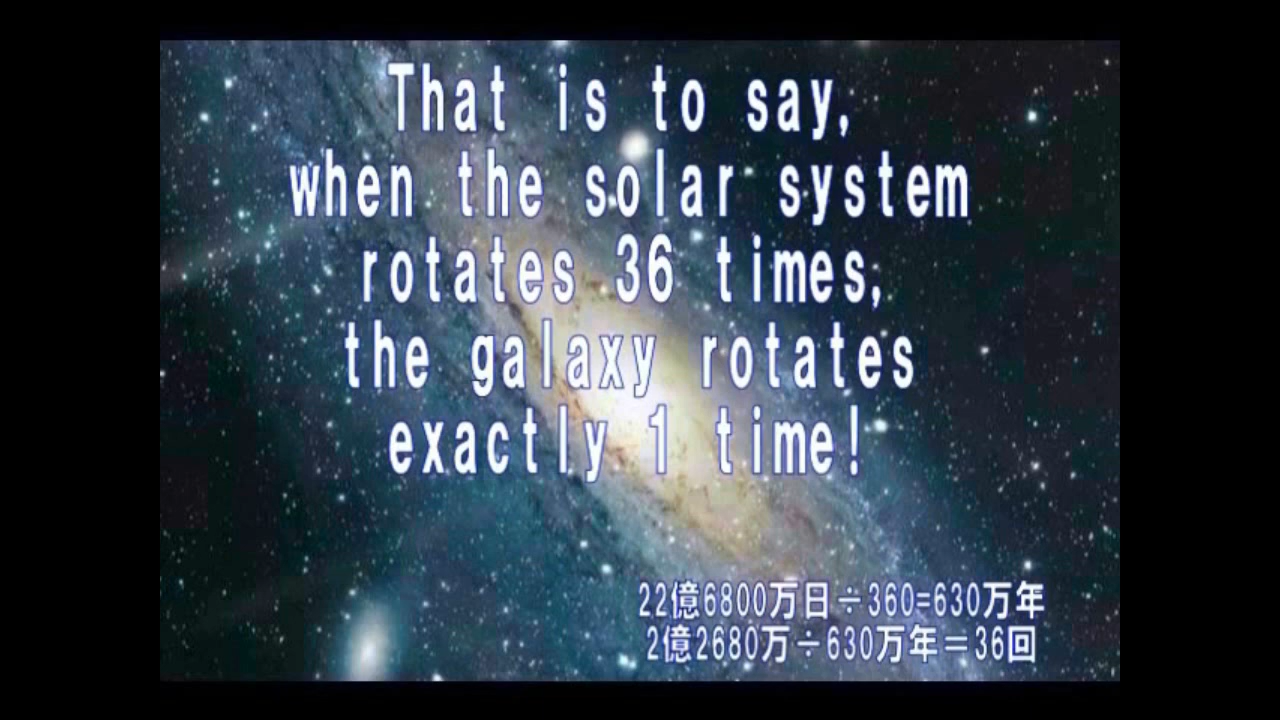 That is to say,
when the solar system
rotates 36 times,
the galaxy rotates
exactly 1 time!
22億6800万日÷360=630万年
2億2680万÷630万年=36回